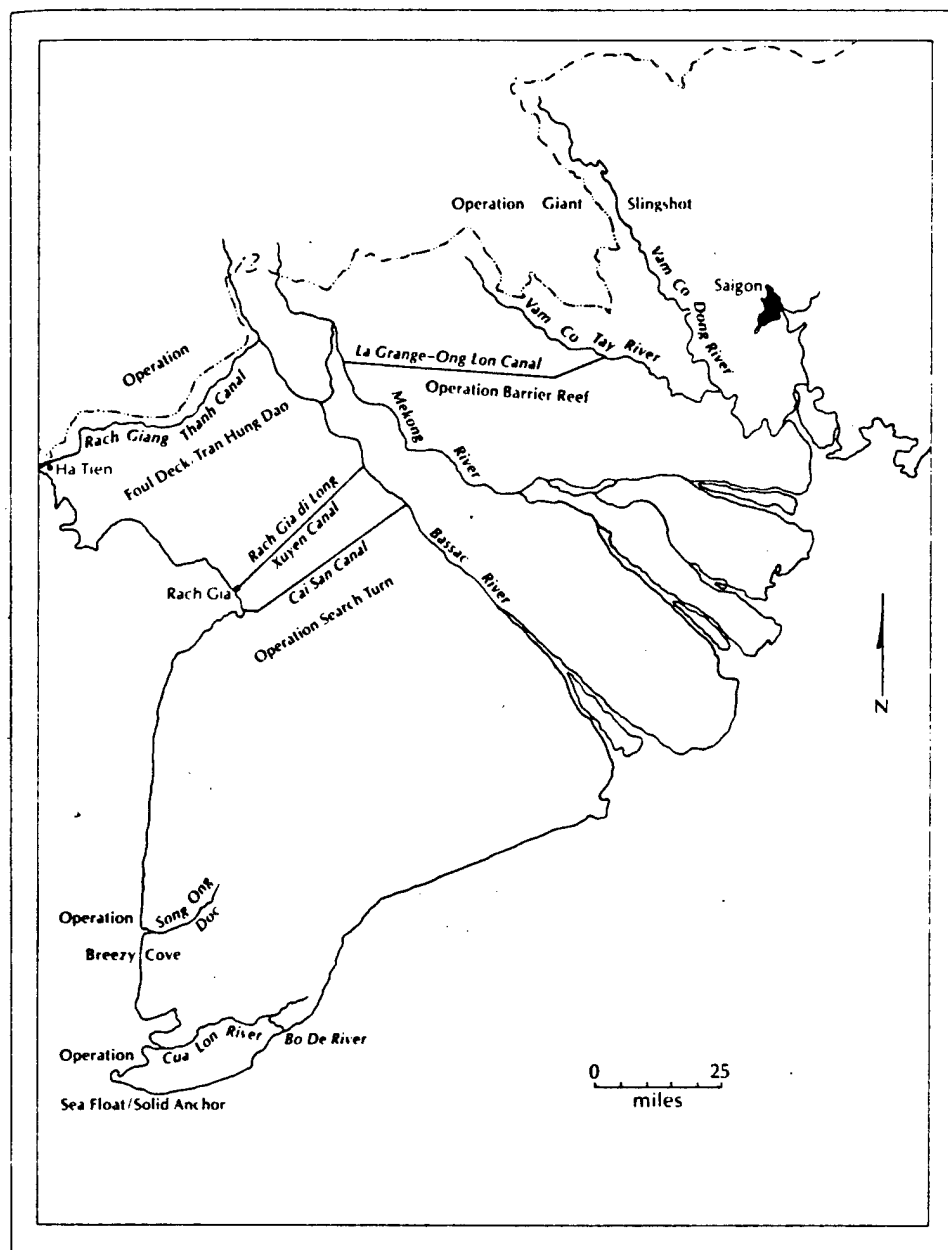 Operation Giant Slingshot
Saigon
Vam Co Dong River
Vam Co Tay River
La Grange-Ong Lon Canal
Operation Barrier Reef
Operation
Rach Giang Thanh Canal
Ha Tien
Foul Deck, Tran Hung Dao
Mekong River
Rach Gia di Long
Xuyen Canal
Rach Gia
Cai San Canal
Bassac River
Operation Search Turn
N
Operation
Song Ong
Doc
Breezy Cove
Operation
Cua Lon River
Bo De River
Sea Float/Solid Anchor
0 25
miles